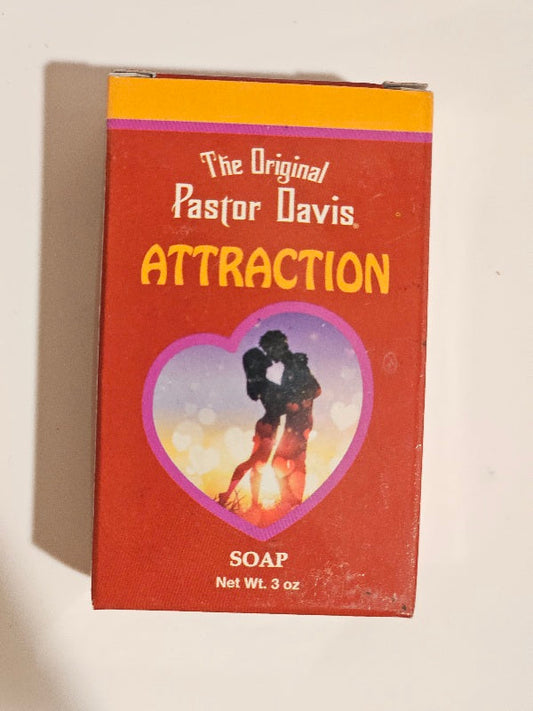 The Original
Pastor Davis®
ATTRACTION
SOAP
Net Wt. 3 oz